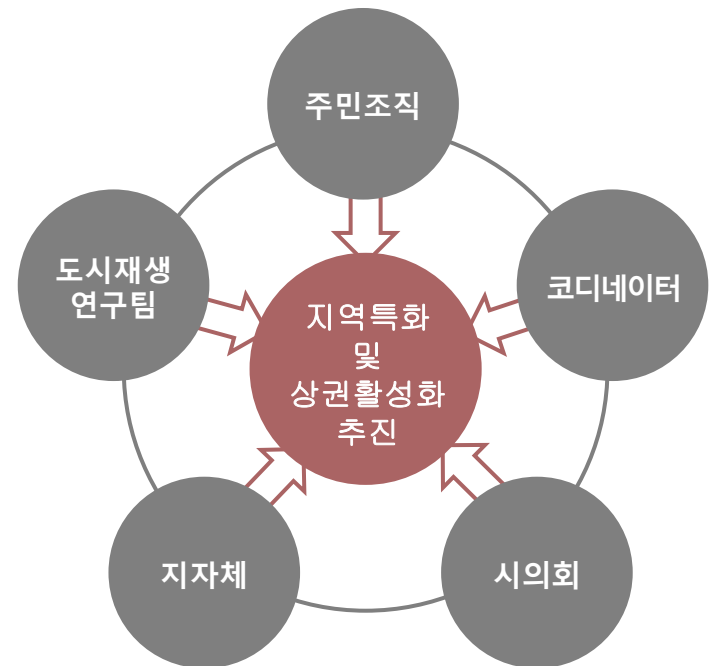 주민조직
도시재생
연구팀
코디네이터
지역특화
및
상권활성화
추진
지자체
시의회